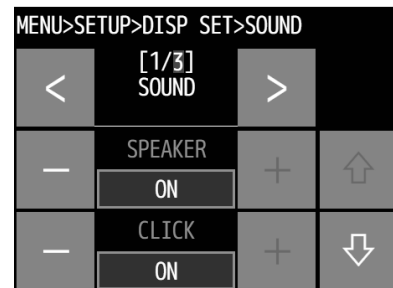 MENU>SETUP>DISP SET>SOUND
[1/3]
< SOUND >
SPEAKER
− ON +
CLICK
− ON +